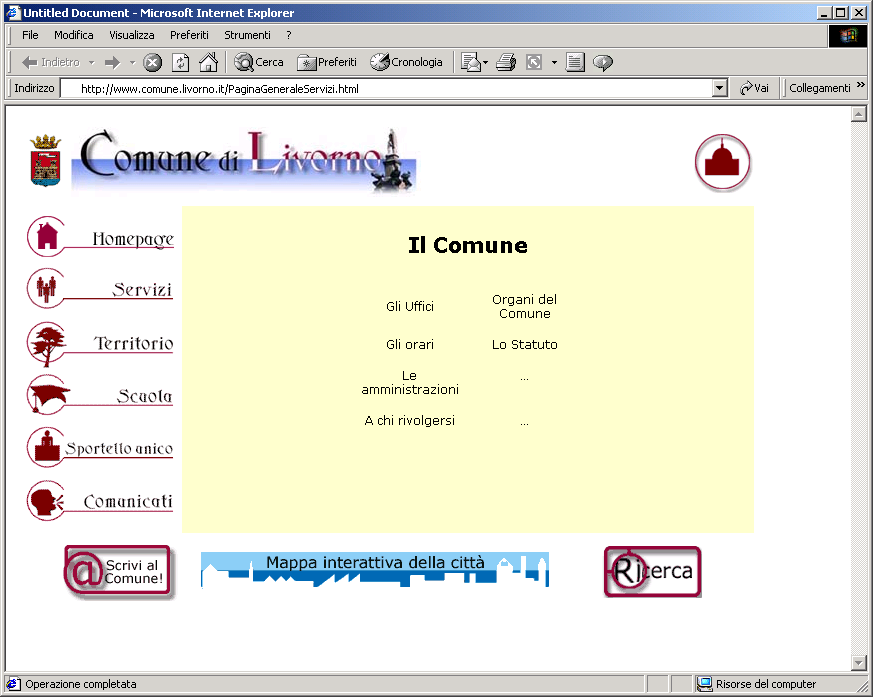 Untitled Document - Microsoft Internet Explorer
File Modifica Visualizza Preferiti Strumenti ?
Indietro Cerca Preferiti Cronologia
Indirizzo http://www.comune.livorno.it/PaginaGeneraleServizi.html Vai Collegamenti »
Comune di Livorno
Homepage
Servizi
Territorio
Scuola
Sportello unico
Comunicati
Il Comune
Gli Uffici
Organi del
Comune
Gli orari
Lo Statuto
Le
amministrazioni
...
A chi rivolgersi
...
@ Scrivi al
Comune!
Mappa interattiva della città
Ricerca
Operazione completata
Risorse del computer